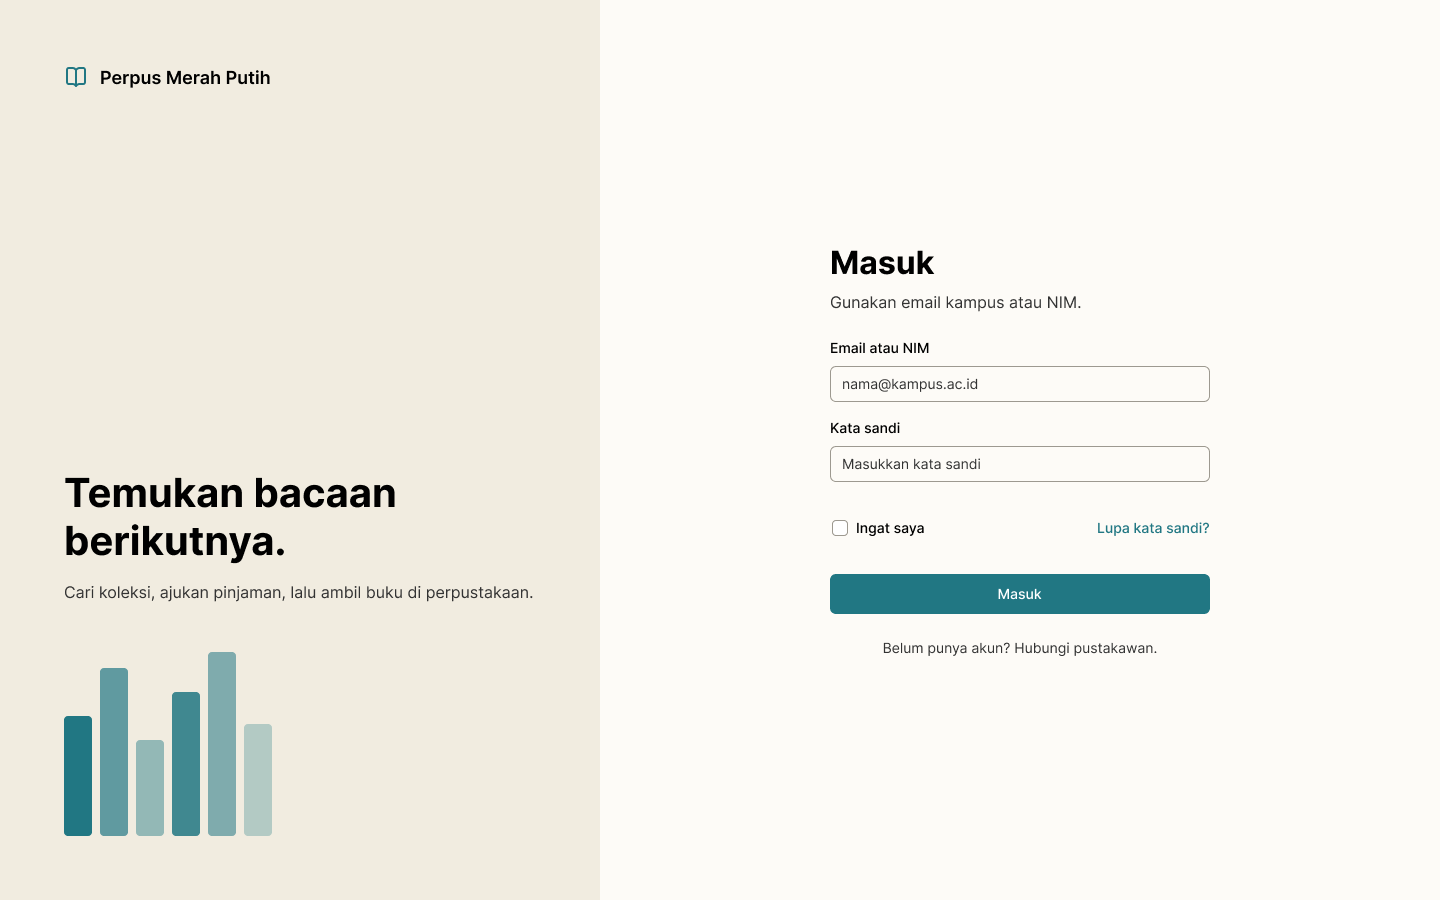 Perpus Merah Putih
Temukan bacaan
berikutnya.
Cari koleksi, ajukan pinjaman, lalu ambil buku di perpustakaan.
Masuk
Gunakan email kampus atau NIM.
Email atau NIM
nama@kampus.ac.id
Kata sandi
Masukkan kata sandi
Ingat saya
Lupa kata sandi?
Masuk
Belum punya akun? Hubungi pustakawan.